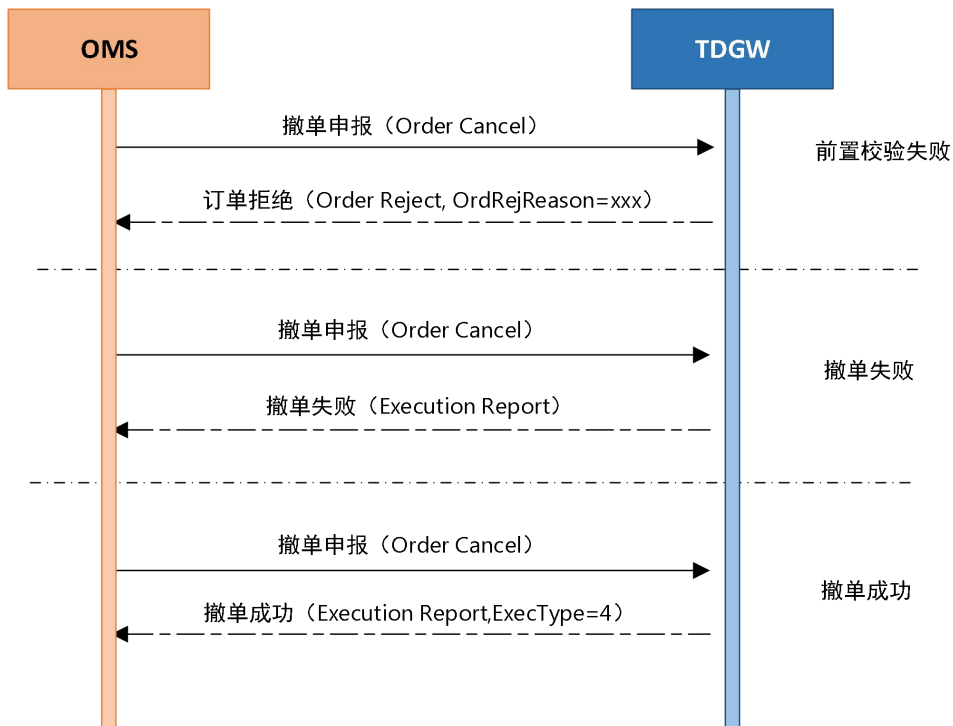 OMS
TDGW
撤单申报（Order Cancel）
前置校验失败
订单拒绝（Order Reject, OrdRejReason=xxx）
撤单申报（Order Cancel）
撤单失败
撤单失败（Execution Report）
撤单申报（Order Cancel）
撤单成功
撤单成功（Execution Report,ExecType=4）